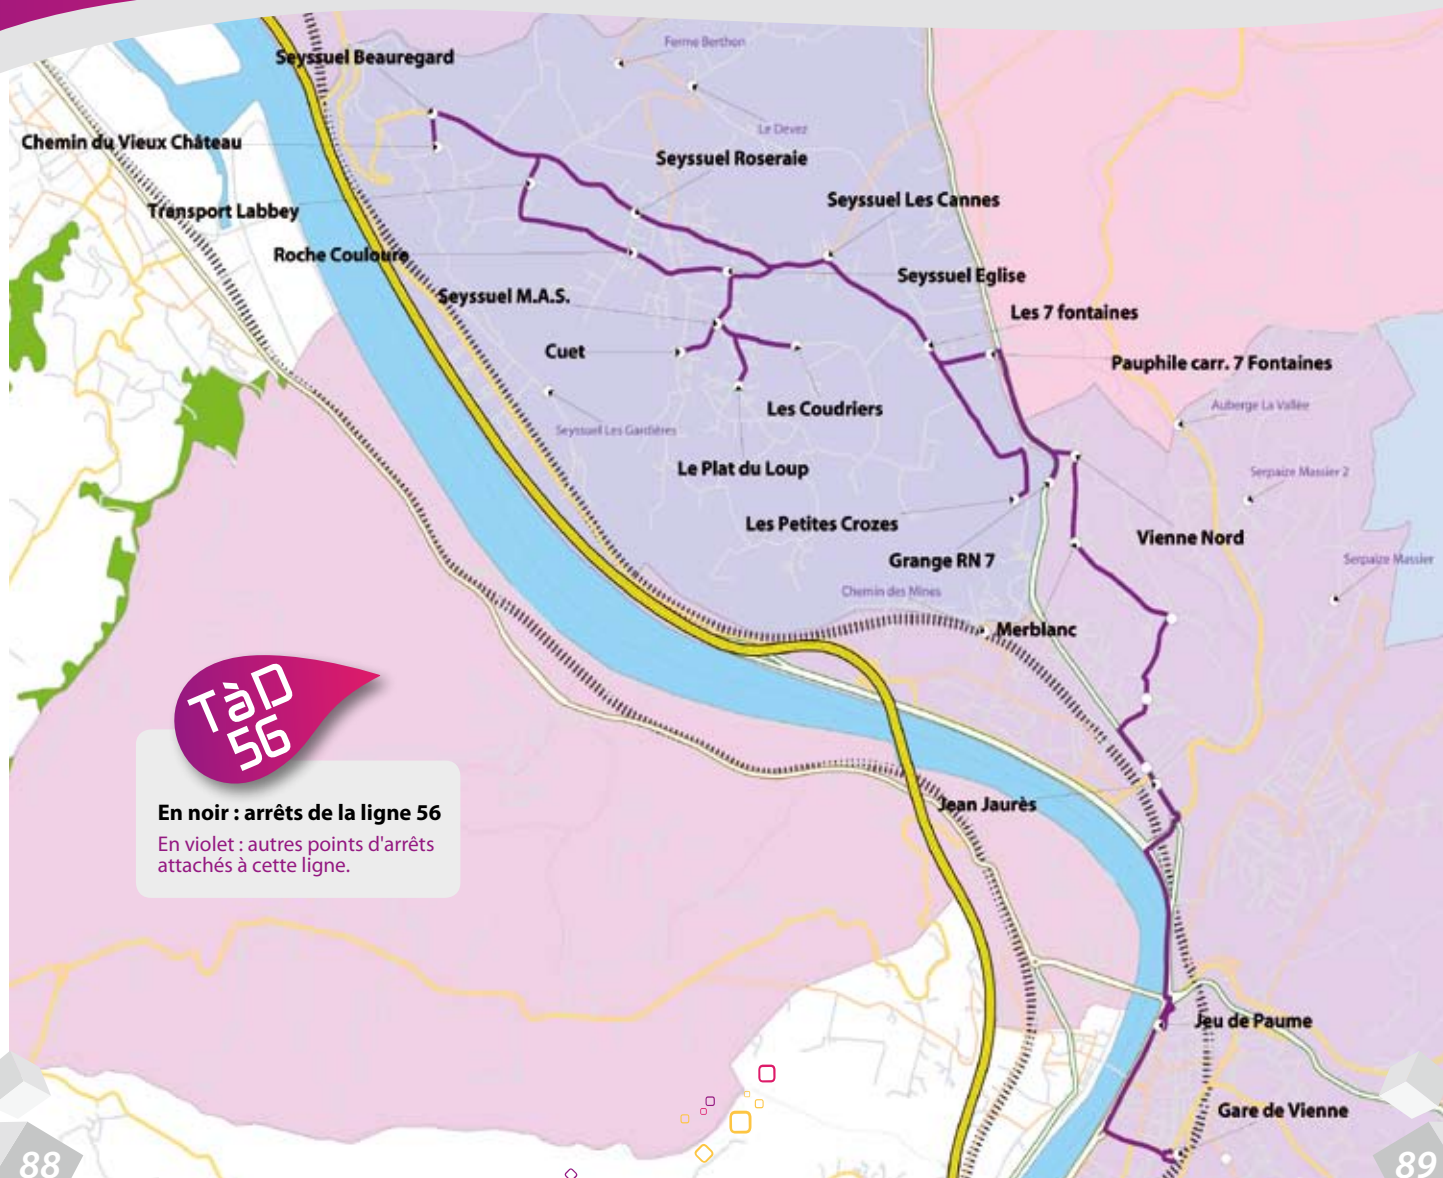 Ferme Berthon
Seyssuel Beauregard
Le Devez
Chemin du Vieux Château
Seyssuel Roseraie
Seyssuel Les Cannes
Transport Labbey
Roche Couloure
Seyssuel Eglise
Seyssuel M.A.S.
Les 7 fontaines
Cuet
Pauphile carr. 7 Fontaines
Les Coudriers
Auberge La Vallée
Seyssuel Les Gardières
Le Plat du Loup
Serpaize Massier 2
Les Petites Crozes
Vienne Nord
Grange RN 7
Serpaize Massier
Chemin des Mines
Merblanc
TàD
56
Jean Jaurès
En noir : arrêts de la ligne 56
En violet : autres points d'arrêts
attachés à cette ligne.
Jeu de Paume
Gare de Vienne
88
89